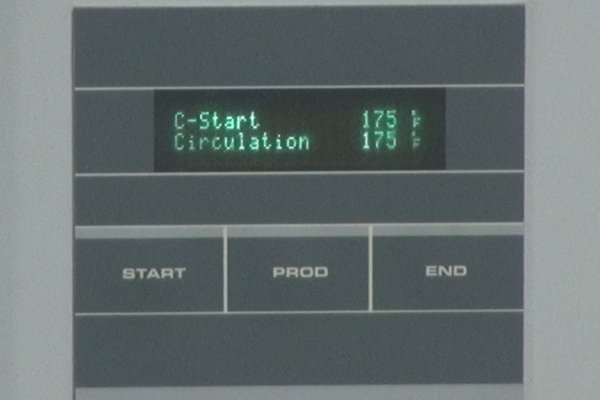 C-Start 175 °F
Circulation 175 °F
START PROD END